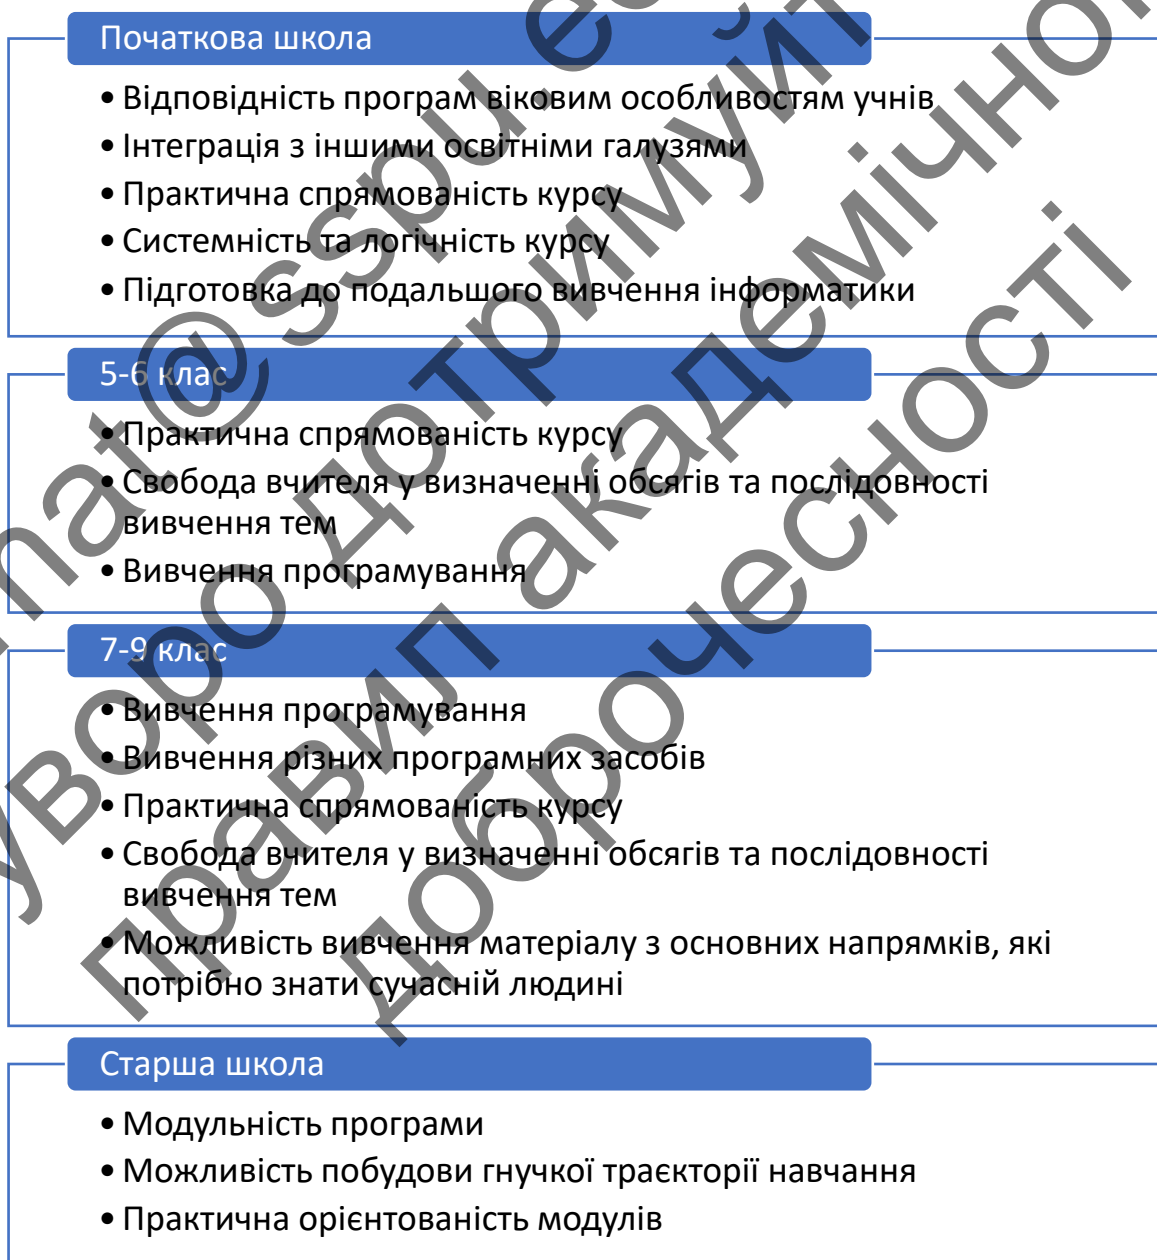 Початкова школа
• Відповідність програм віковим особливостям учнів
• Інтеграція з іншими освітніми галузями
• Практична спрямованість курсу
• Системність та логічність курсу
• Підготовка до подальшого вивчення інформатики
5-6 клас
• Практична спрямованість курсу
• Свобода вчителя у визначенні обсягів та послідовності
вивчення тем
• Вивчення програмування
7-9 клас
• Вивчення програмування
• Вивчення різних програмних засобів
• Практична спрямованість курсу
• Свобода вчителя у визначенні обсягів та послідовності
вивчення тем
• Можливість вивчення матеріалу з основних напрямків, які
потрібно знати сучасній людині
Старша школа
• Модульність програми
• Можливість побудови гнучкої траєкторії навчання
• Практична орієнтованість модулів
правил академічної
доброчесності